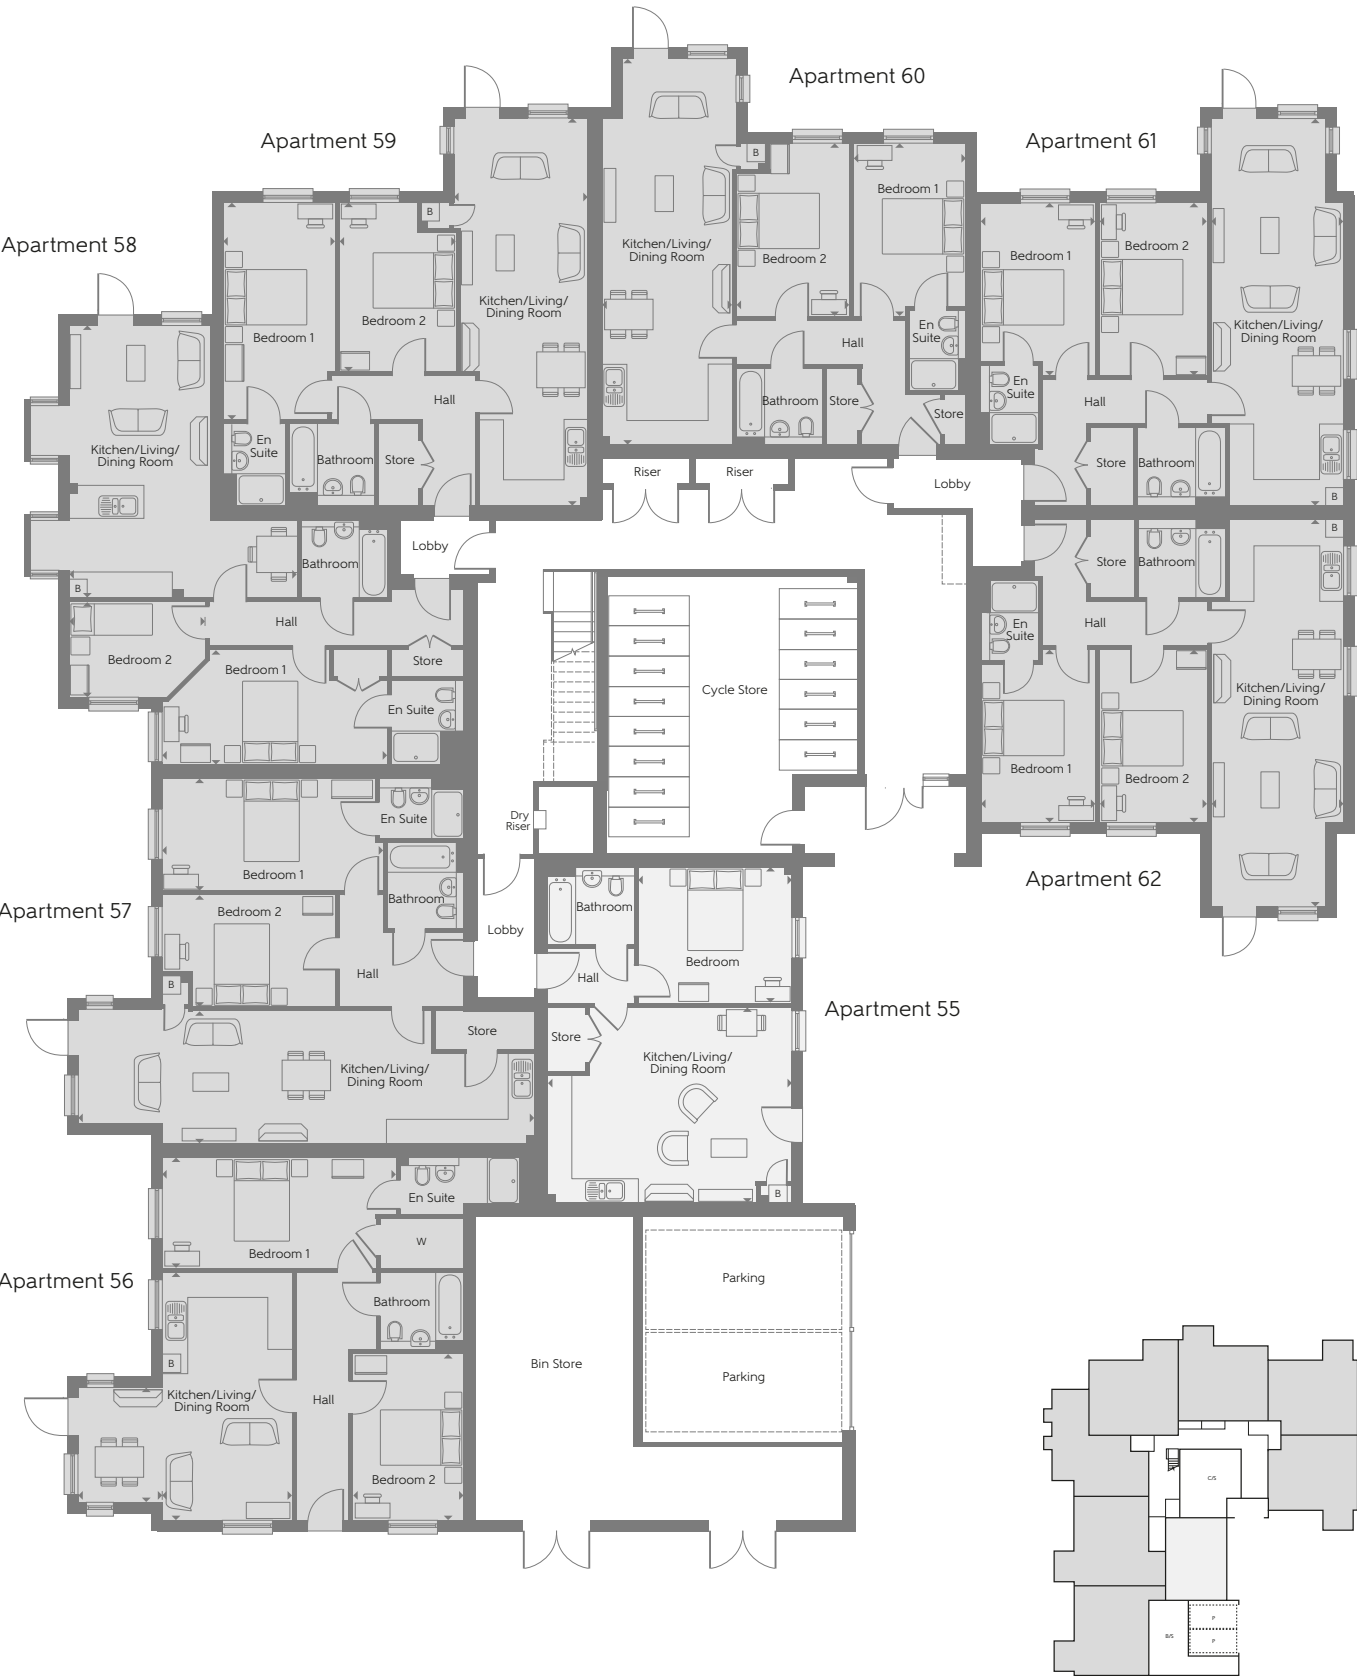 Apartment 60
Apartment 59
Apartment 61
Apartment 58
B
Bedroom 1
Kitchen/Living/
Dining Room
Bedroom 2
Hall
En
Suite
Bathroom
Store
Store
B
Bedroom 1
Bedroom 2
Kitchen/Living/
Dining Room
Hall
En
Suite
Bathroom
Store
Bedroom 1
Bedroom 2
Kitchen/Living/
Dining Room
En
Suite
Hall
Store
Bathroom
B
Kitchen/Living/
Dining Room
B
Bathroom
Hall
Bedroom 2
Bedroom 1
Store
En Suite
Riser
Riser
Lobby
Lobby
Cycle Store
B
Store
Bathroom
En
Suite
Hall
Kitchen/Living/
Dining Room
Bedroom 1
Bedroom 2
Apartment 62
Dry
Riser
En Suite
Bedroom 1
Bathroom
Apartment 57
Bedroom 2
Hall
B
Store
Kitchen/Living/
Dining Room
Lobby
Bathroom
Bedroom
Hall
Apartment 55
Store
Kitchen/Living/
Dining Room
B
En Suite
Bedroom 1
W
Apartment 56
Bathroom
B
Kitchen/Living/
Dining Room
Hall
Bedroom 2
Bin Store
Parking
Parking
C/S
B/S
P
P